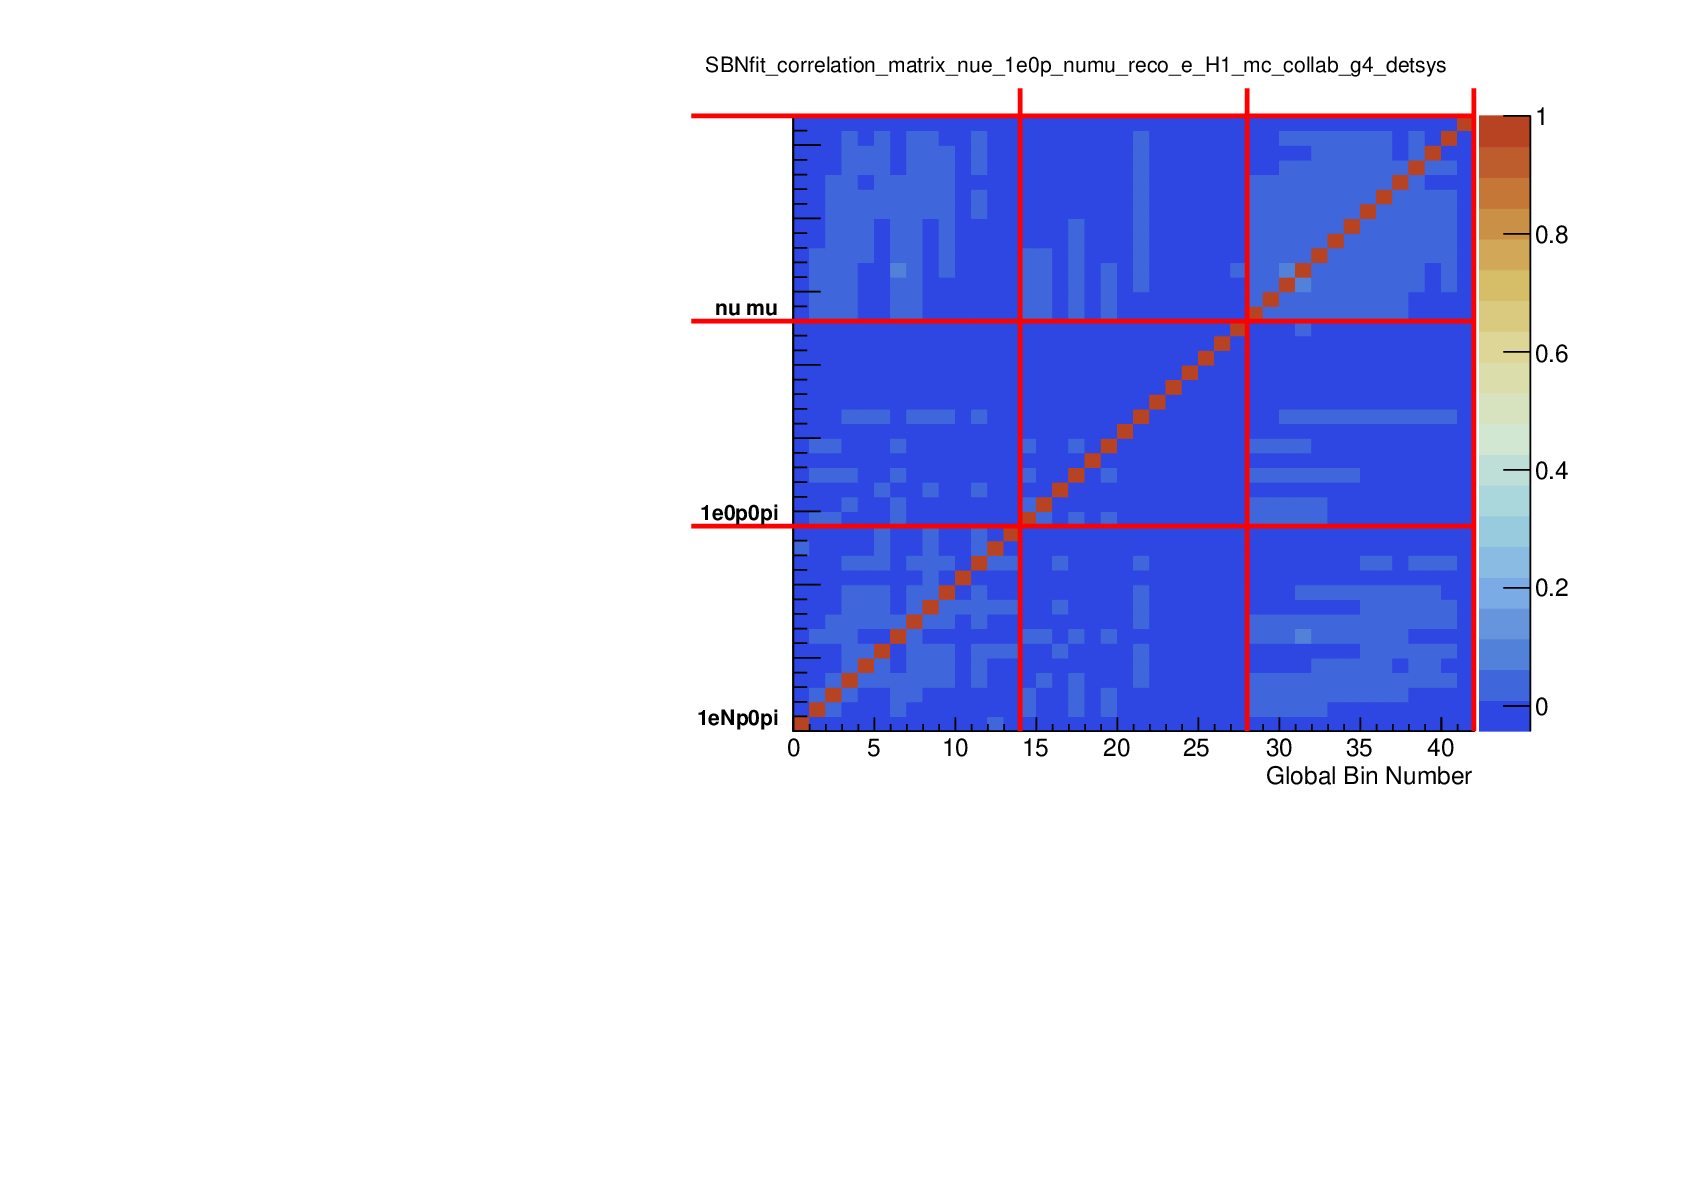 SBNfit_correlation_matrix_nue_1e0p_numu_reco_e_H1_mc_collab_g4_detsys
1
0.8
0.6
0.4
0.2
0
nu mu
1e0p0pi
1eNp0pi
0 5 10 15 20 25 30 35 40
Global Bin Number